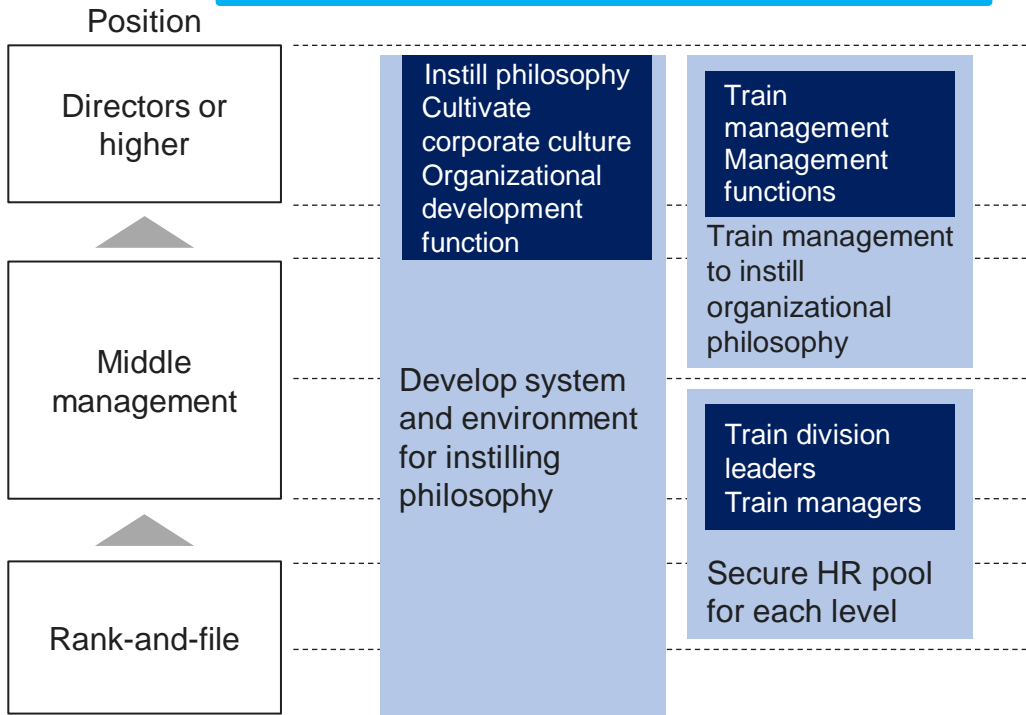 Position
Directors or
higher
Middle
management
Rank-and-file
Instill philosophy
Cultivate
corporate culture
Organizational
development
function
Develop system
and environment
for instilling
philosophy
Train
management
Management
functions
Train management
to instill
organizational
philosophy
Train division
leaders
Train managers
Secure HR pool
for each level